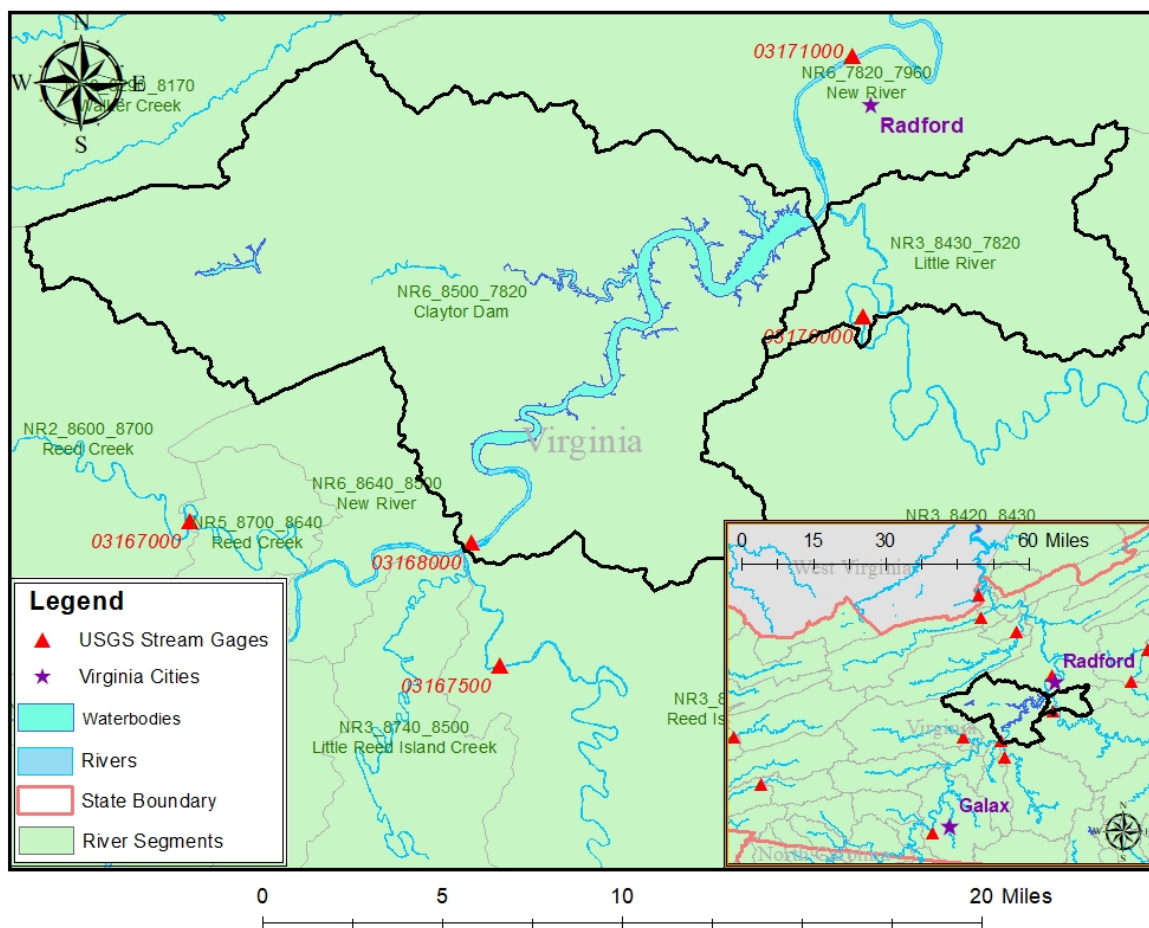 N
W
E
S
8170
Walker Creek
03171000
NR6_7820_7960
New River
Radford
NR3_8430_7820
Little River
NR6_8500_7820
Claytor Dam
03170000
NR2_8600_8700
Reed Creek
Virginia
NR6_8640_8500
New River
NR5_8700_8640
Reed Creek
03167000
03168000
NR3_8420_8430
03167500
NR3_8740_8500
Little Reed Island Creek
NR3_8
Reed Is
Legend
USGS Stream Gages
Virginia Cities
Waterbodies
Rivers
State Boundary
River Segments
0 15 30 60 Miles
West Virginia
Radford
Virginia
Galax
N
W
S
North Carolina
0 5 10 20 Miles